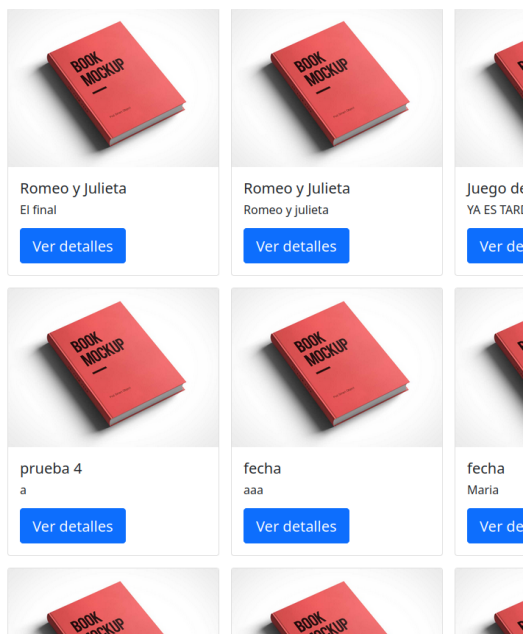 BOOK
MOCKUP
BOOK
MOCKUP
Romeo y Julieta
Romeo y Julieta
Juego de
El final
Romeo y julieta
YA ES TARD
Ver detalles
Ver detalles
Ver de
BOOK
MOCKUP
BOOK
MOCKUP
prueba 4
fecha
fecha
a
aaa
Maria
Ver detalles
Ver detalles
Ver de
BOOK
MOCKUP
BOOK
MOCKUP